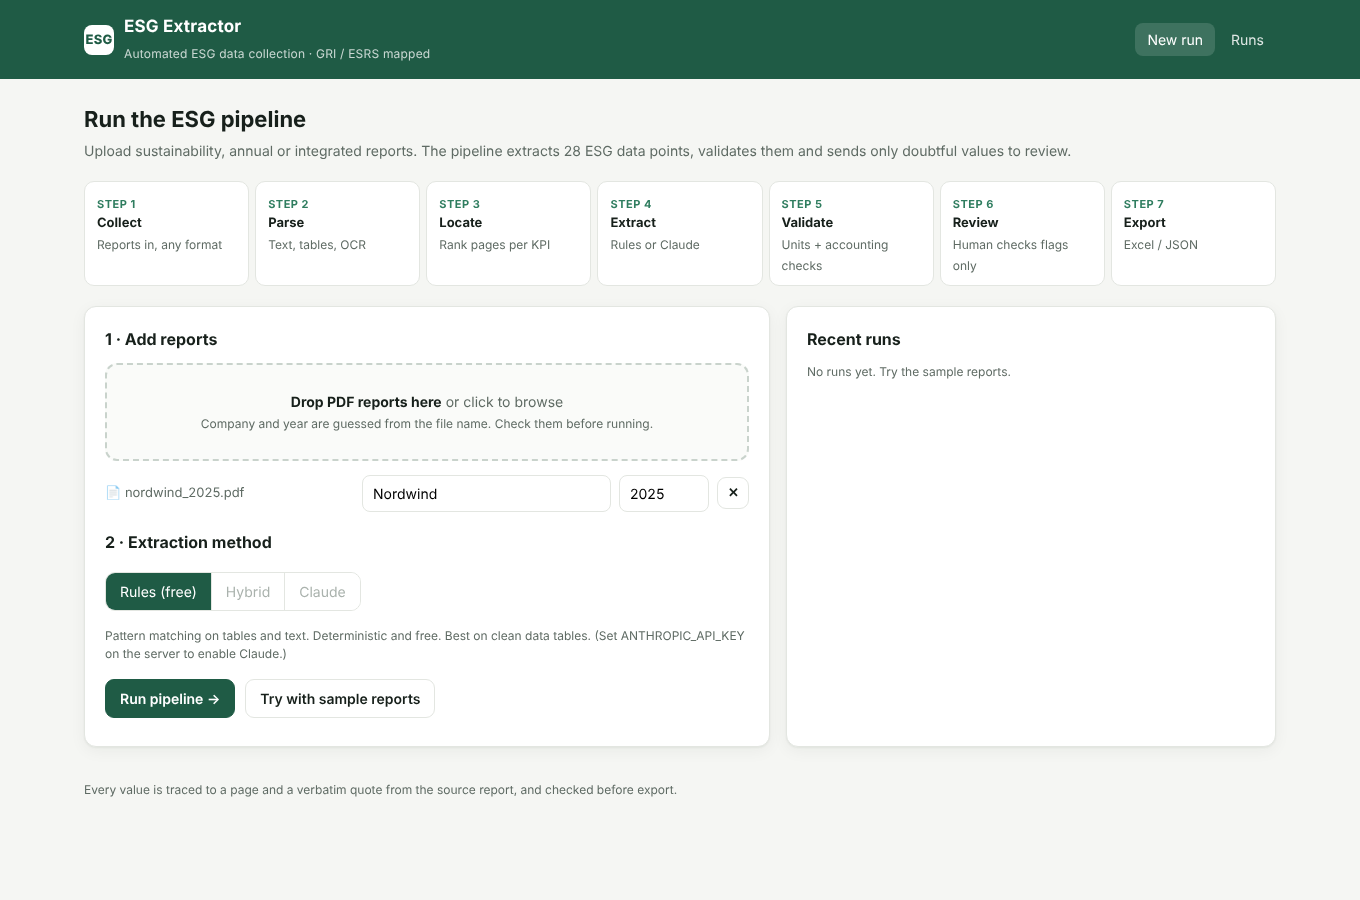 ESG
ESG Extractor
Automated ESG data collection · GRI / ESRS mapped
New run
Runs
Run the ESG pipeline
Upload sustainability, annual or integrated reports. The pipeline extracts 28 ESG data points, validates them and sends only doubtful values to review.
STEP 1
Collect
Reports in, any format
STEP 2
Parse
Text, tables, OCR
STEP 3
Locate
Rank pages per KPI
STEP 4
Extract
Rules or Claude
STEP 5
Validate
Units + accounting
checks
STEP 6
Review
Human checks flags
only
STEP 7
Export
Excel / JSON
1 · Add reports
Drop PDF reports here or click to browse
Company and year are guessed from the file name. Check them before running.
nordwind_2025.pdf
Nordwind
2025
✕
2 · Extraction method
Rules (free)
Hybrid
Claude
Pattern matching on tables and text. Deterministic and free. Best on clean data tables. (Set ANTHROPIC_API_KEY
on the server to enable Claude.)
Run pipeline →
Try with sample reports
Recent runs
No runs yet. Try the sample reports.
Every value is traced to a page and a verbatim quote from the source report, and checked before export.